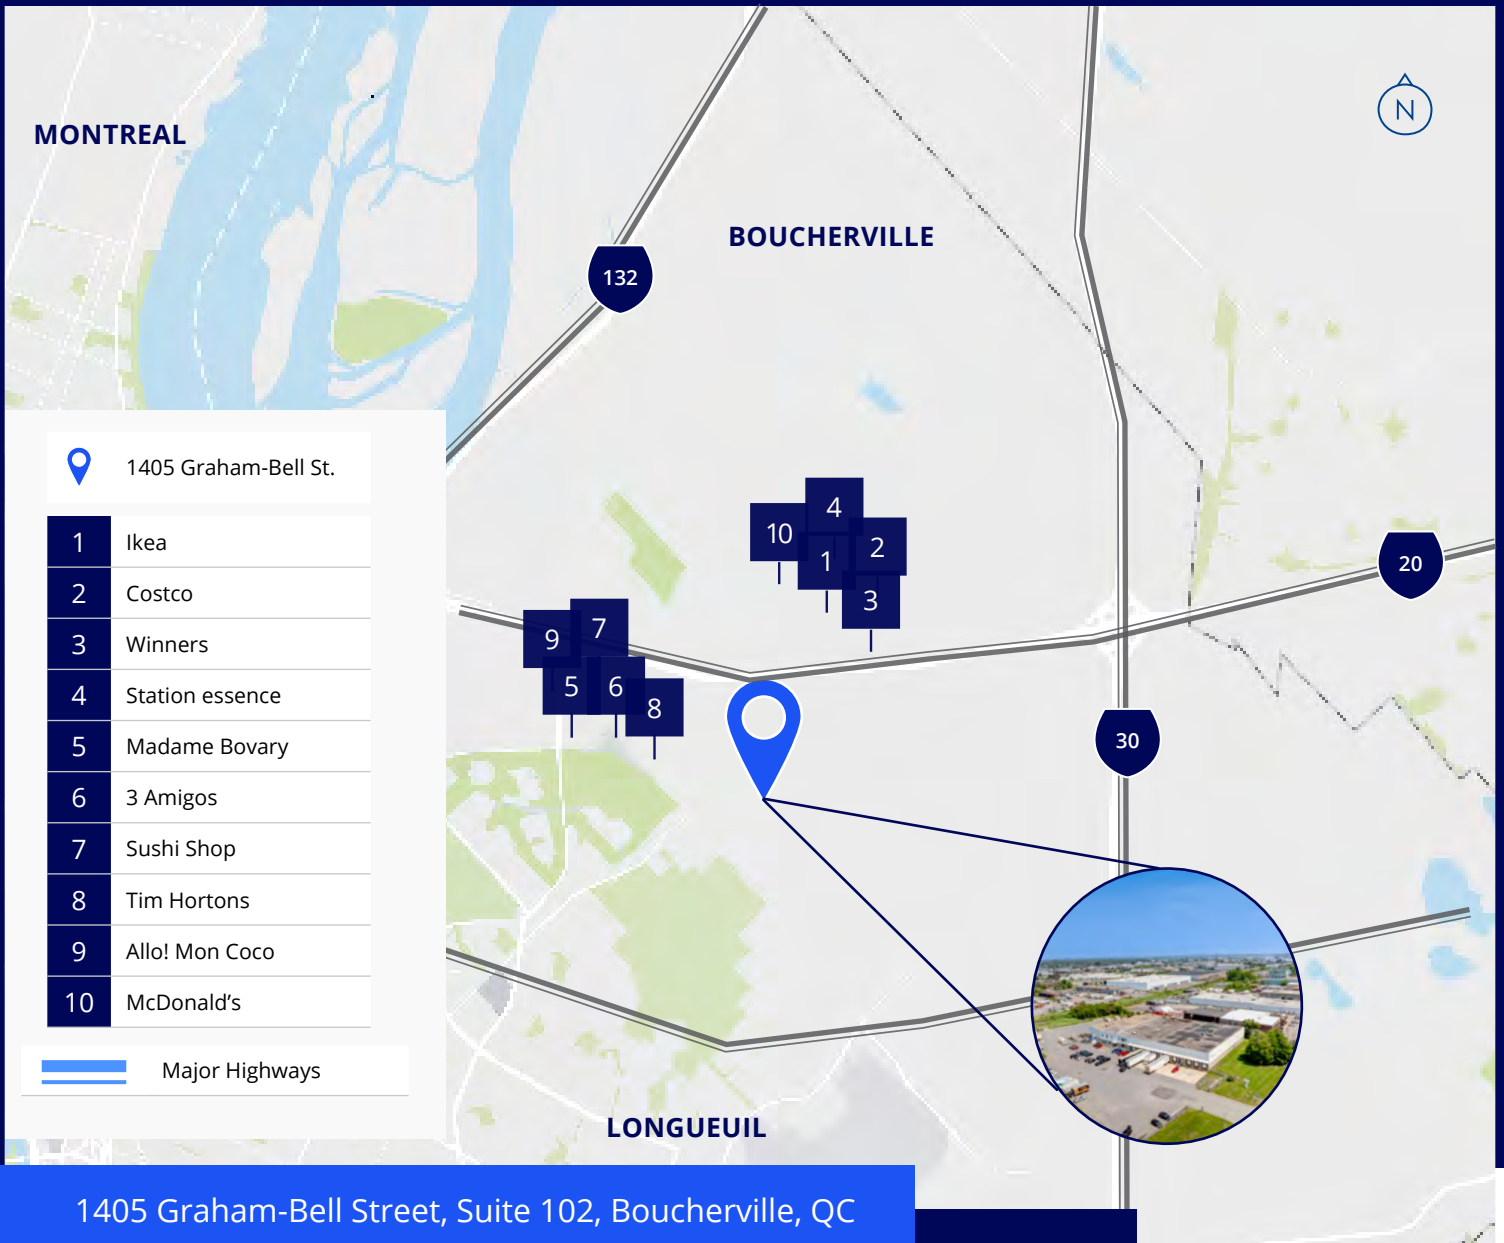 MONTREAL
N
BOUCHERVILLE
132
1405 Graham-Bell St.
1 Ikea
2 Costco
3 Winners
4 Station essence
5 Madame Bovary
6 3 Amigos
7 Sushi Shop
8 Tim Hortons
9 Allo! Mon Coco
10 McDonald’s
Major Highways
4
10
2
1
3
20
7
9
5
6
8
30
LONGUEUIL
1405 Graham-Bell Street, Suite 102, Boucherville, QC